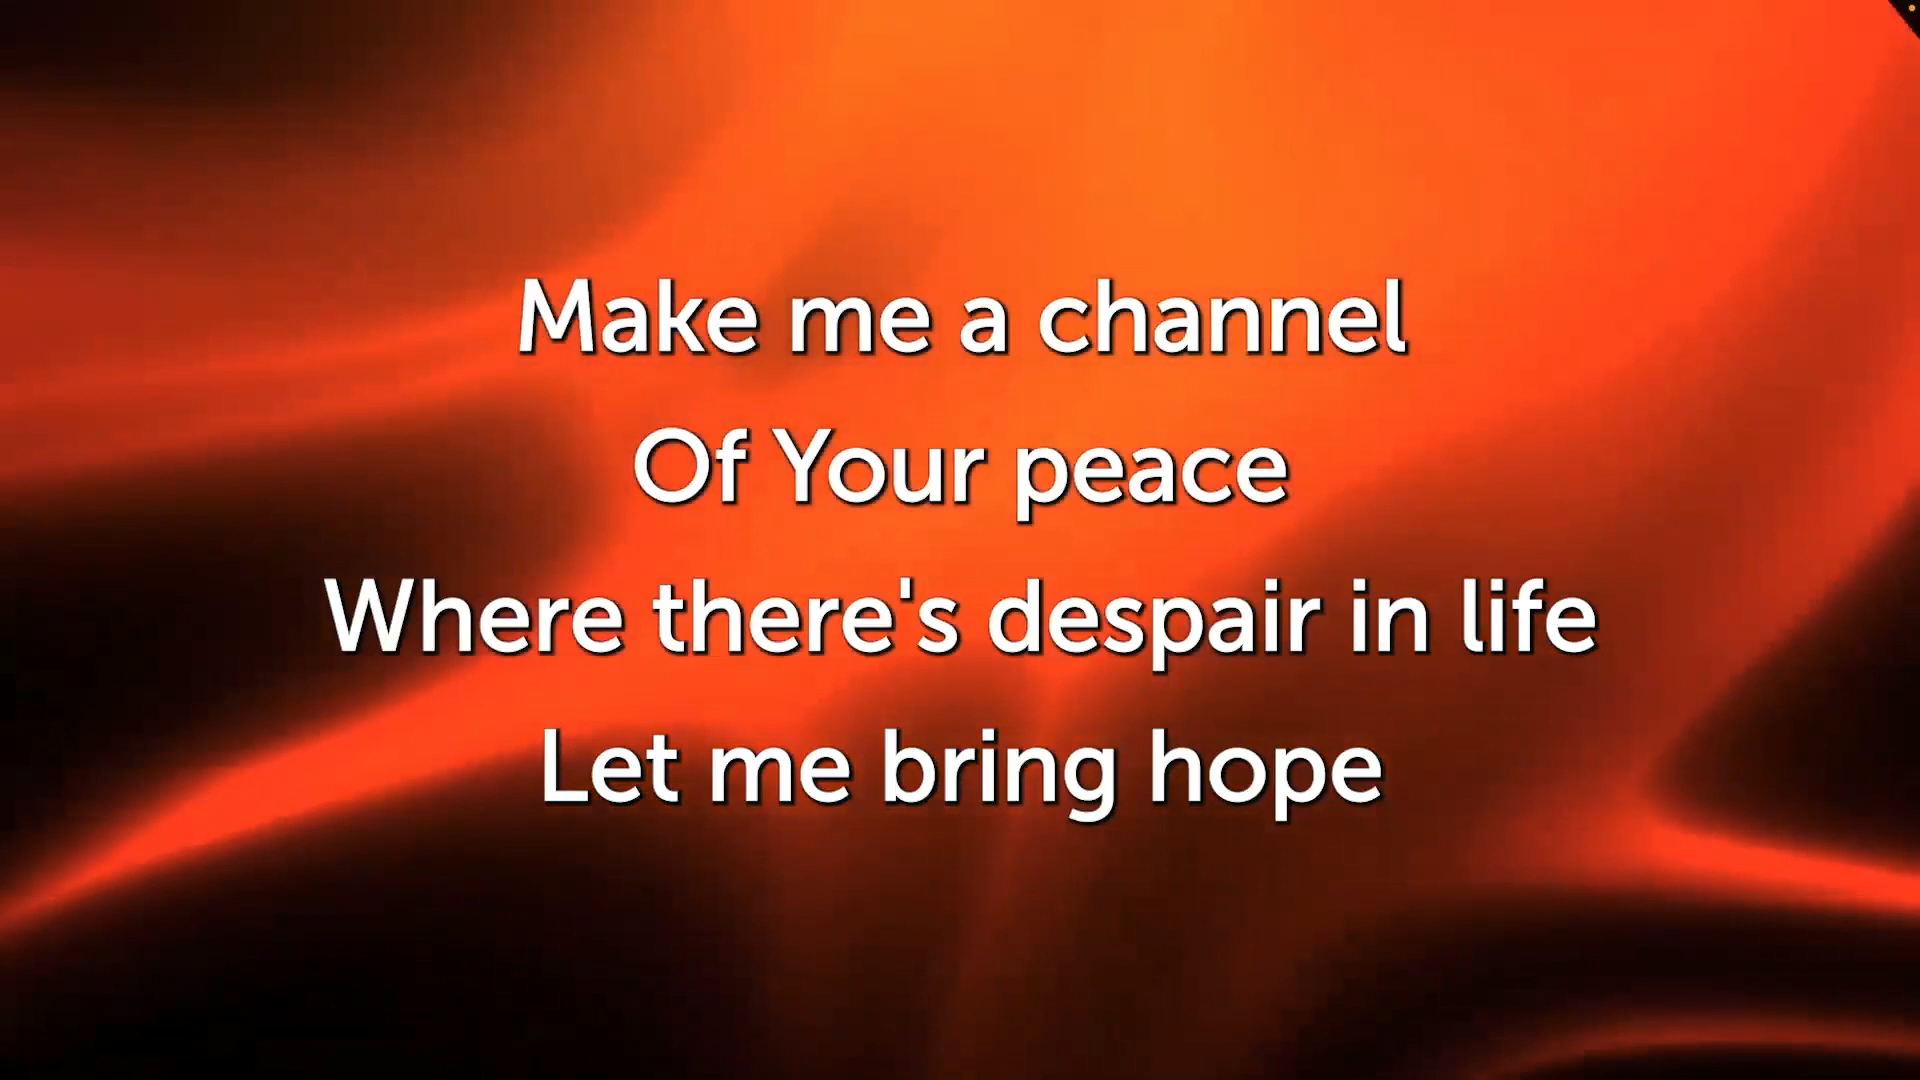 Make me a channel
Of Your peace
Where there's despair in life
Let me bring hope